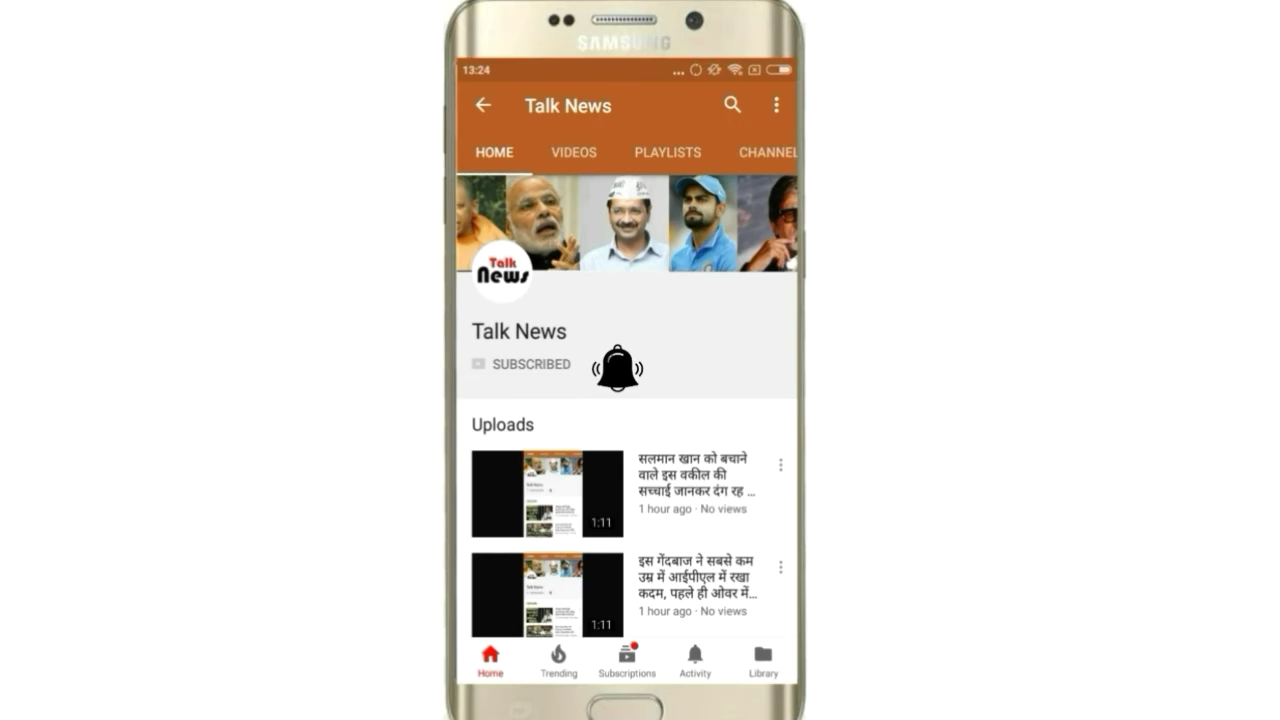 SAMSUNG
13:24
Talk News
HOME VIDEOS PLAYLISTS CHANNEL
Talk
News
Talk News
SUBSCRIBED
Uploads
सलमान खान को बचाने
वाले इस वकील की
सच्चाई जानकर दंग रह ...
1 hour ago · No views
1:11
इस गेंदबाज ने सबसे कम
उम्र में आईपीएल में रखा
कदम, पहले ही ओवर में...
1 hour ago · No views
1:11
Home Trending Subscriptions Activity Library